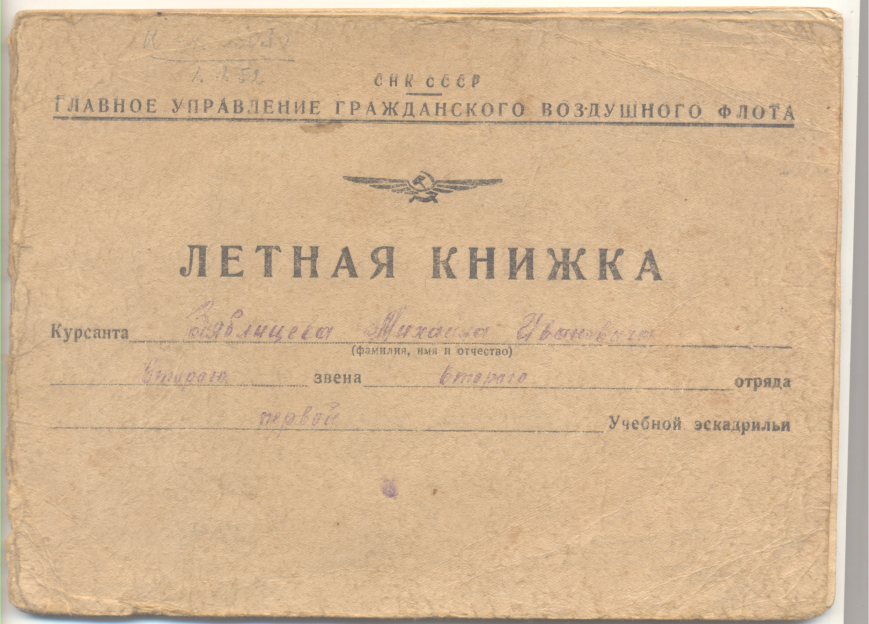 СНК СССР
ГЛАВНОЕ УПРАВЛЕНИЕ ГРАЖДАНСКОГО ВОЗДУШНОГО ФЛОТА
ЛЕТНАЯ КНИЖКА
Курсанта Зяблицева Михаила Ивановича
(фамилия, имя и отчество)
Второго звена Второго отряда
первой Учебной эскадрильи